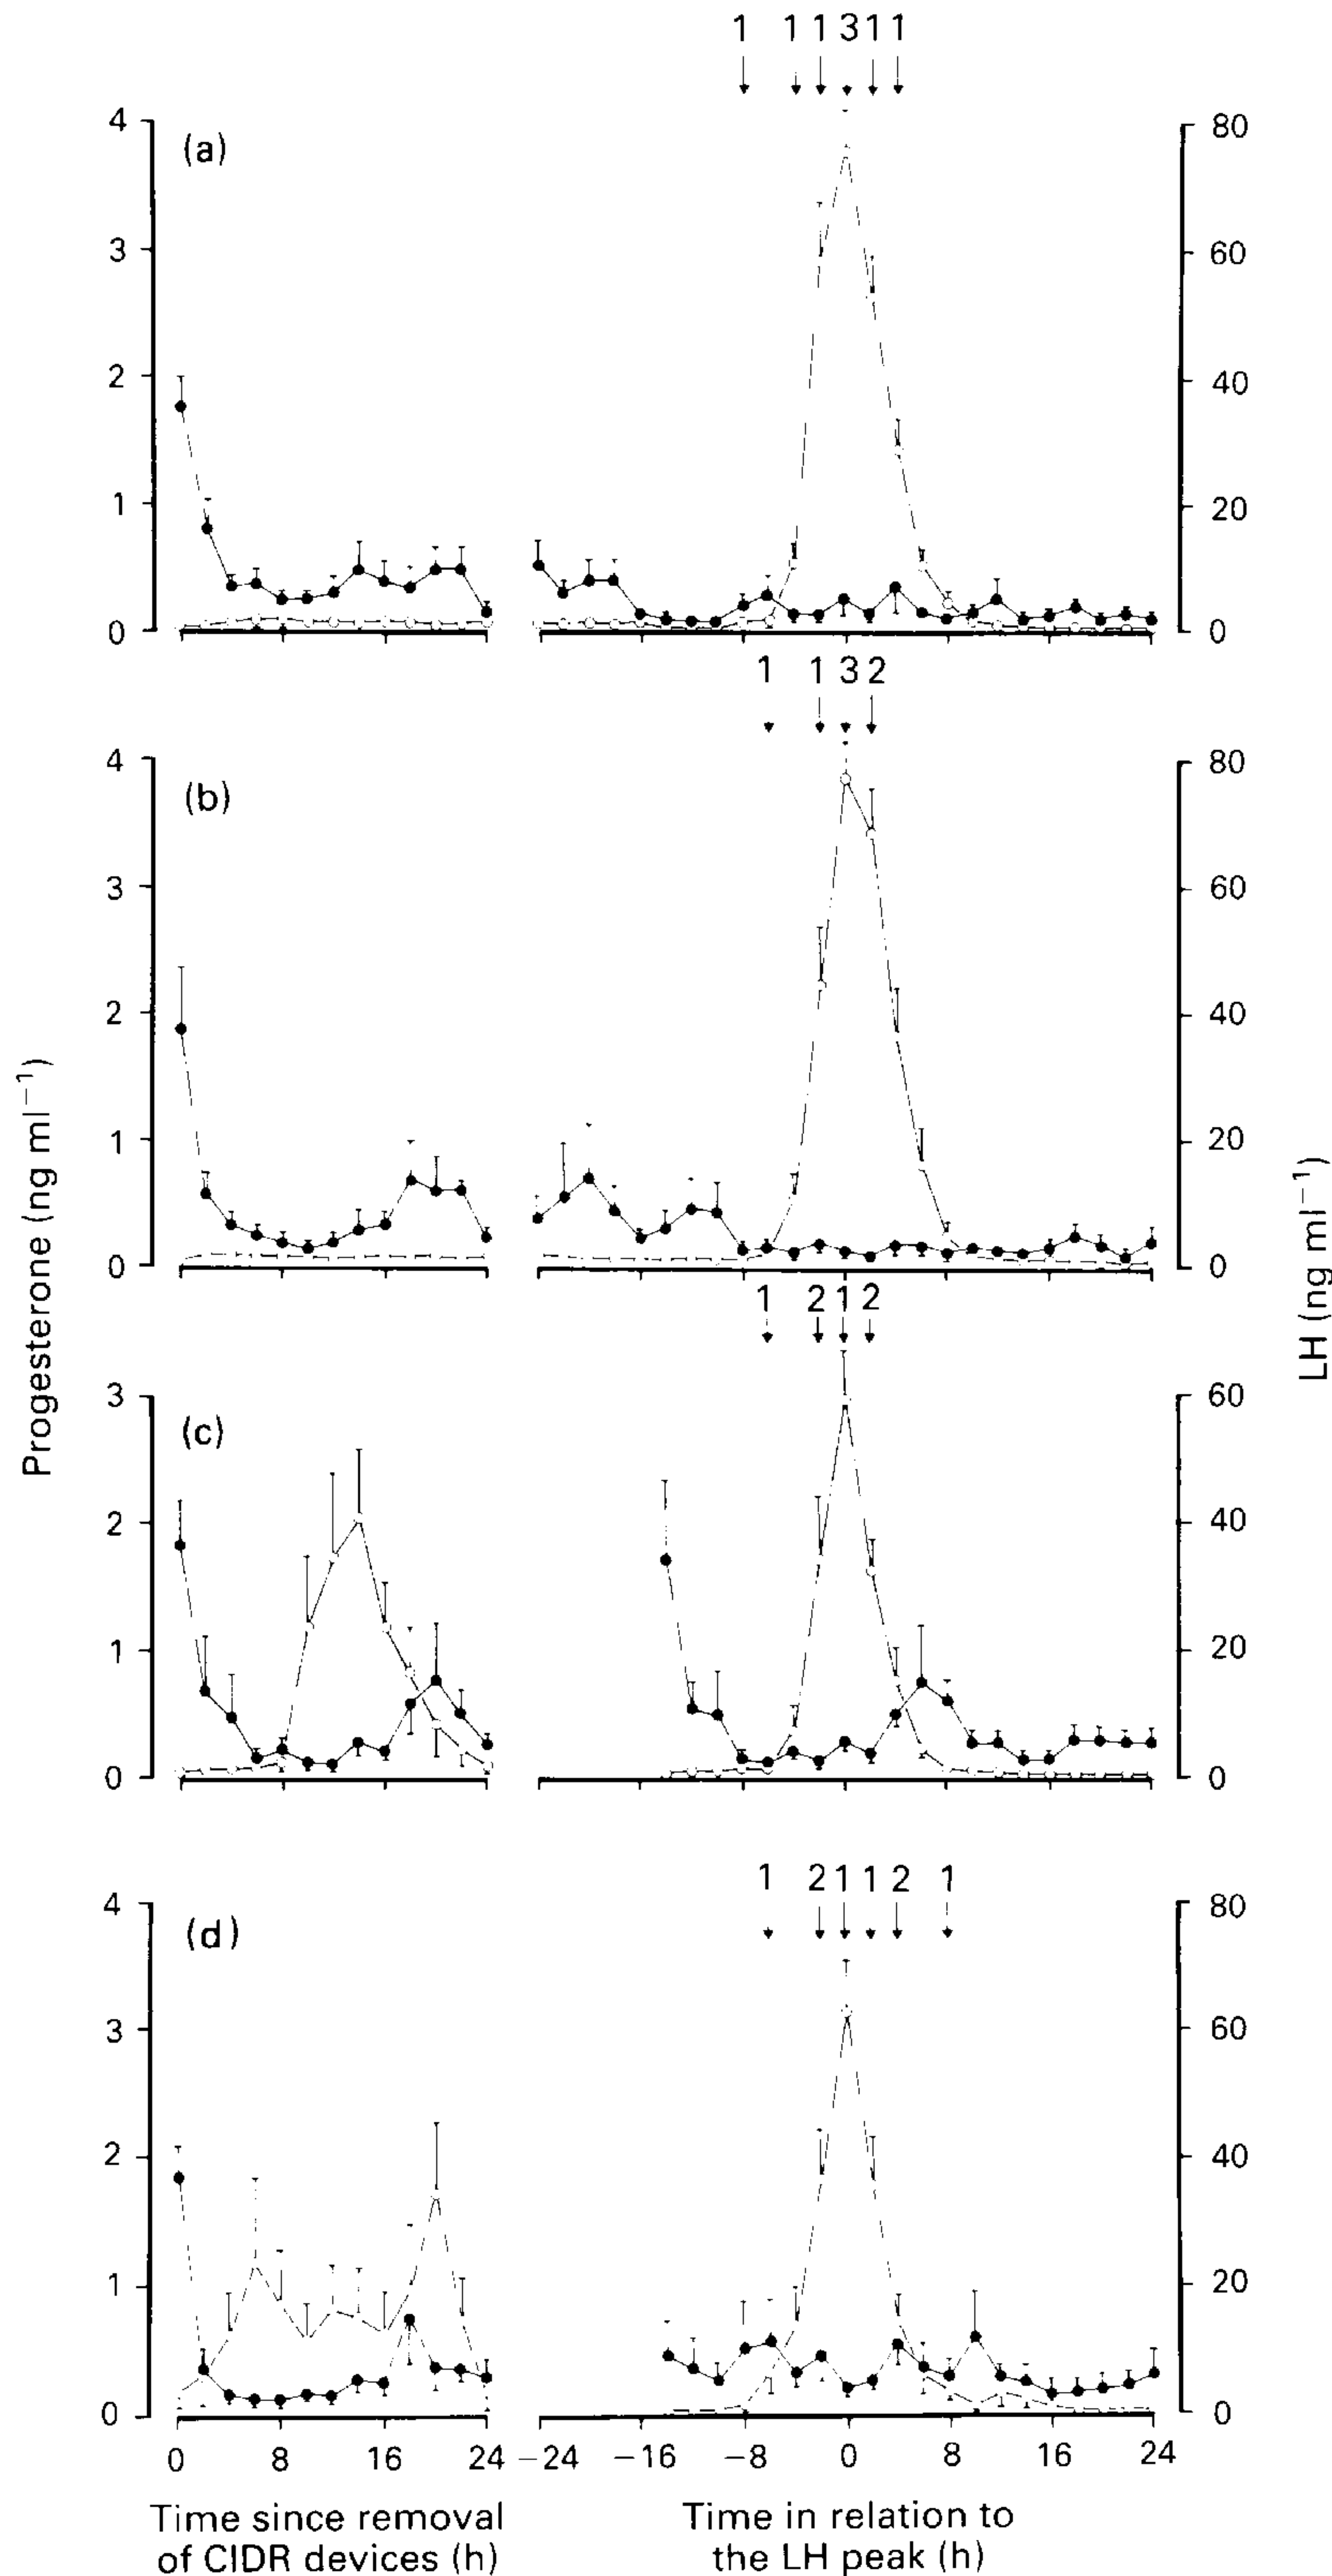 1 1 1 3 1 1
4 (a) 80
3 60
2 40
1 20
0 0
1 1 3 2
4 (b) 80
3 60
2 40
1 20
0 0
1 2 1 2
3 (c) 60
2 40
1 20
0 0
1 2 1 1 2 1
4 (d) 80
3 60
2 40
1 20
0 0
Progesterone (ng ml⁻¹)
LH (ng ml⁻¹)
0 8 16 24 −24 −16 −8 0 8 16 24
Time since removal
of CIDR devices (h)
Time in relation to
the LH peak (h)